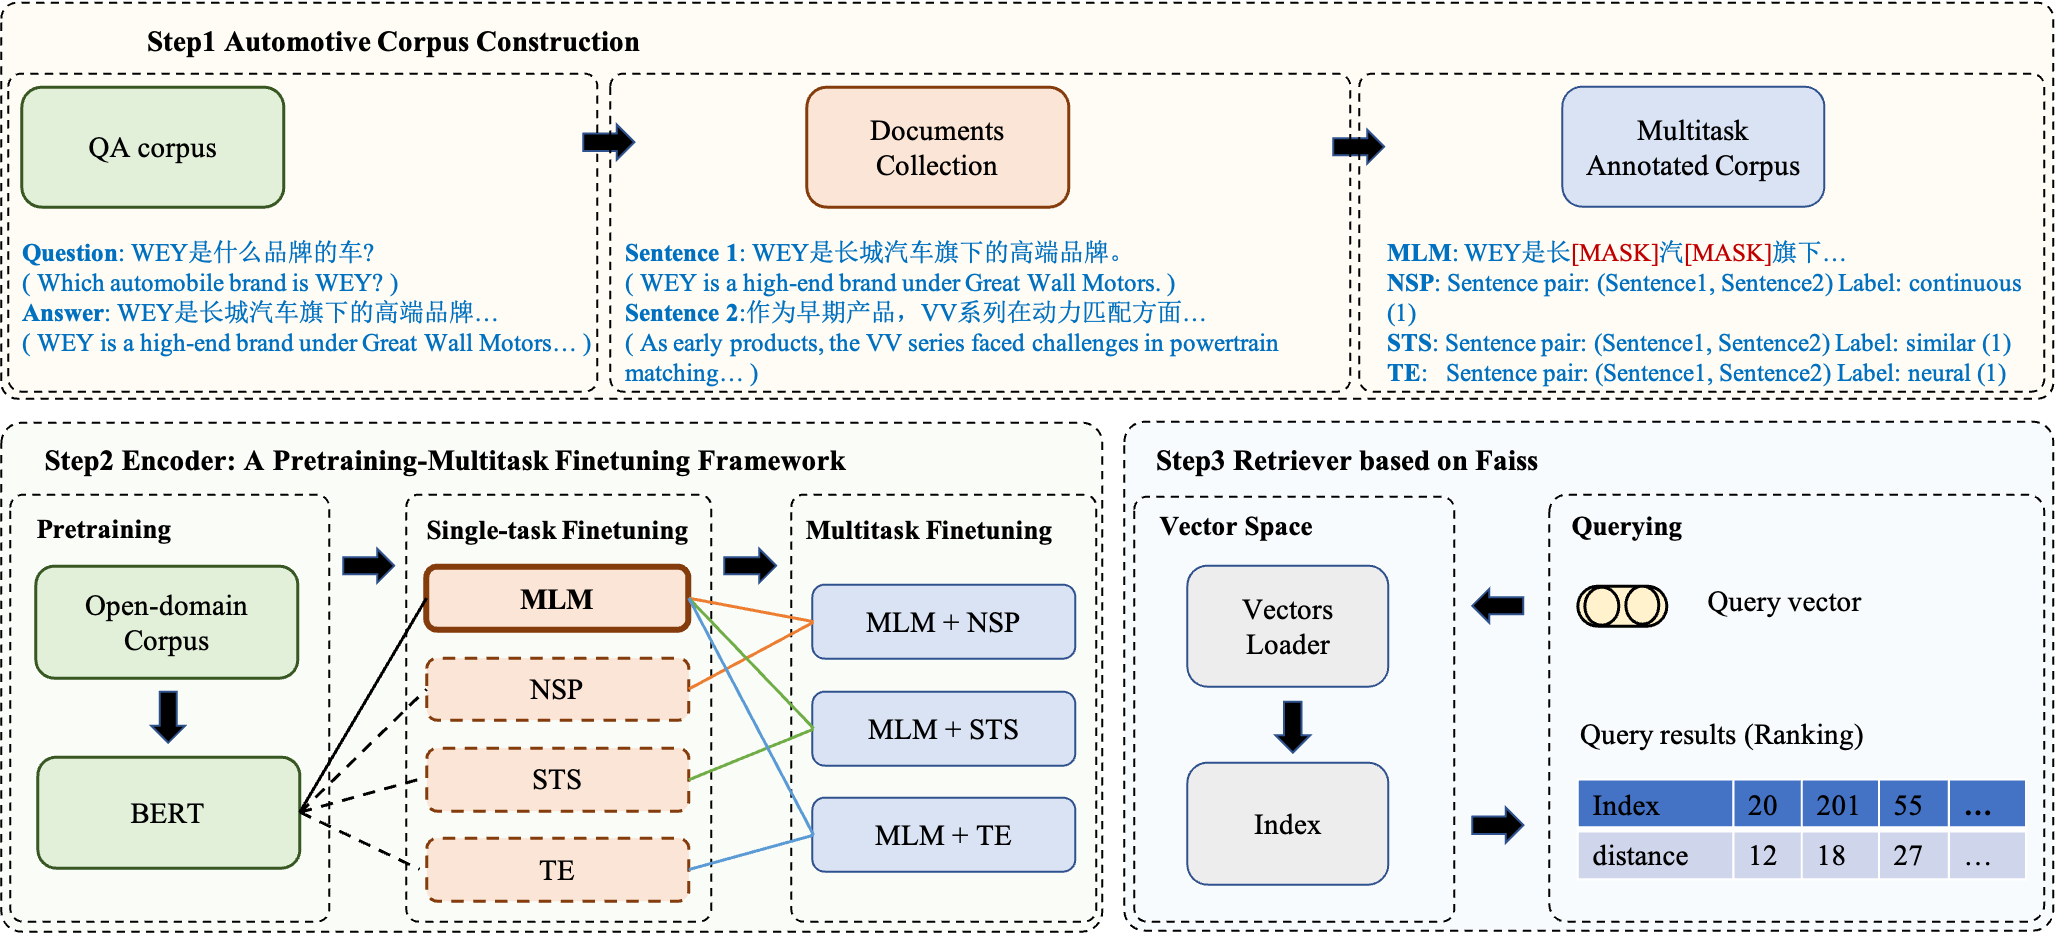 Step1 Automotive Corpus Construction
QA corpus
Question: WEY是什么品牌的车?
( Which automobile brand is WEY? )
Answer: WEY是长城汽车旗下的高端品牌…
( WEY is a high-end brand under Great Wall Motors… )
Documents
Collection
Sentence 1: WEY是长城汽车旗下的高端品牌。
( WEY is a high-end brand under Great Wall Motors. )
Sentence 2:作为早期产品，VV系列在动力匹配方面…
( As early products, the VV series faced challenges in powertrain
matching… )
Multitask
Annotated Corpus
MLM: WEY是长[MASK]汽[MASK]旗下…
NSP: Sentence pair: (Sentence1, Sentence2) Label: continuous
(1)
STS: Sentence pair: (Sentence1, Sentence2) Label: similar (1)
TE: Sentence pair: (Sentence1, Sentence2) Label: neural (1)
Step2 Encoder: A Pretraining-Multitask Finetuning Framework
Pretraining
Open-domain
Corpus
BERT
Single-task Finetuning
MLM
NSP
STS
TE
Multitask Finetuning
MLM + NSP
MLM + STS
MLM + TE
Step3 Retriever based on Faiss
Vector Space
Vectors
Loader
Index
Querying
Query vector
Query results (Ranking)
Index 20 201 55 …
distance 12 18 27 …